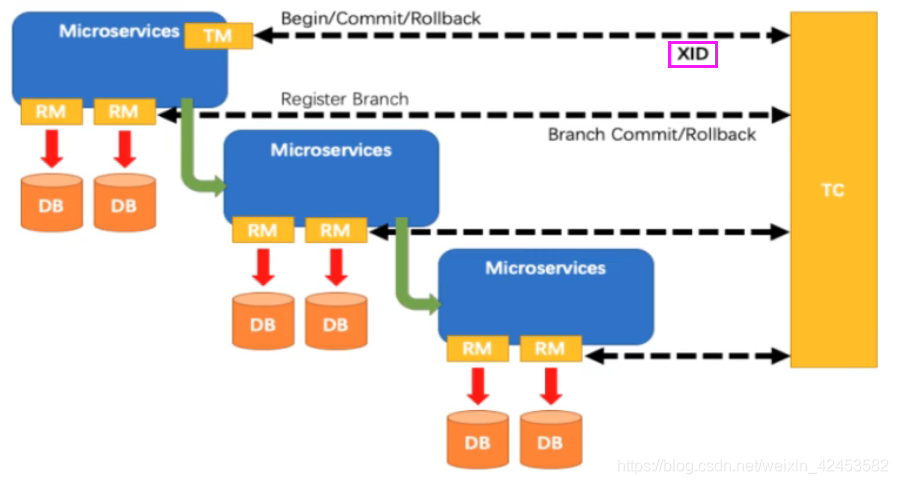 Begin/Commit/Rollback
Microservices
TM
XID
RM
RM
Register Branch
Branch Commit/Rollback
Microservices
TC
DB
DB
RM
RM
Microservices
DB
DB
RM
RM
DB
DB
https://blog.csdn.net/weixin_42453582